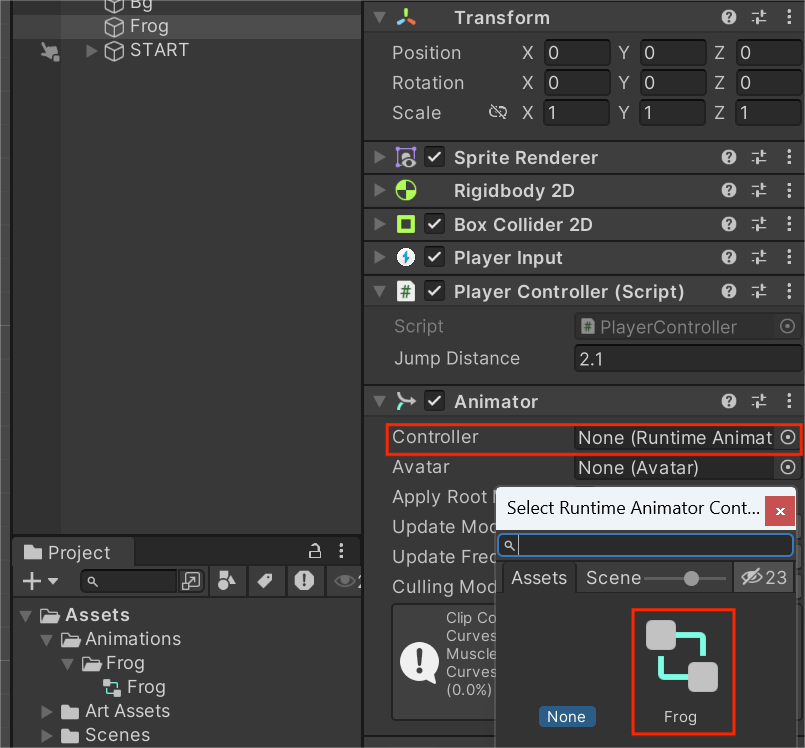 Bg
Frog
START
Transform
Position X 0 Y 0 Z 0
Rotation X 0 Y 0 Z 0
Scale X 1 Y 1 Z 1
Sprite Renderer
Rigidbody 2D
Box Collider 2D
Player Input
# Player Controller (Script)
Script # PlayerController
Jump Distance 2.1
Animator
Controller None (Runtime Animat
Avatar None (Avatar)
Apply Root
Update Mod
Update Freq
Culling Mod
Clip Co
Curves
Muscle
Curves
(0.0%)
Select Runtime Animator Cont...
Assets Scene 23
None Frog
Project
Assets
Animations
Frog
Frog
Art Assets
Scenes